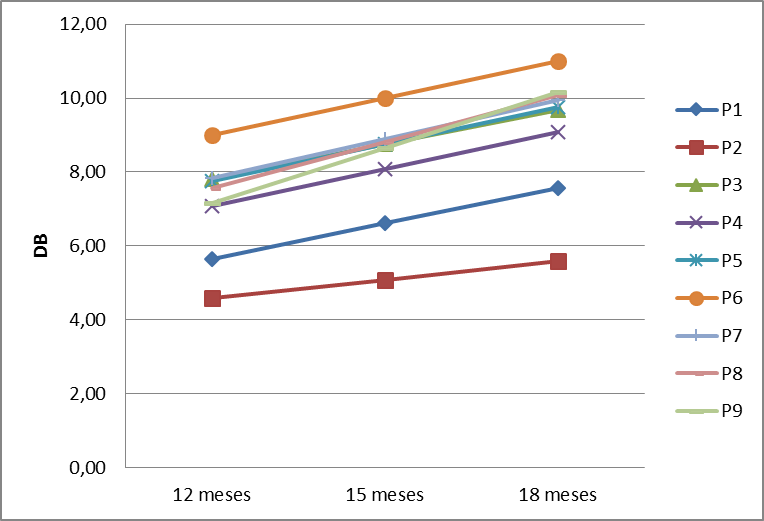 12,00
10,00
8,00
6,00
4,00
2,00
0,00
DB
12 meses
15 meses
18 meses
P1
P2
P3
P4
P5
P6
P7
P8
P9